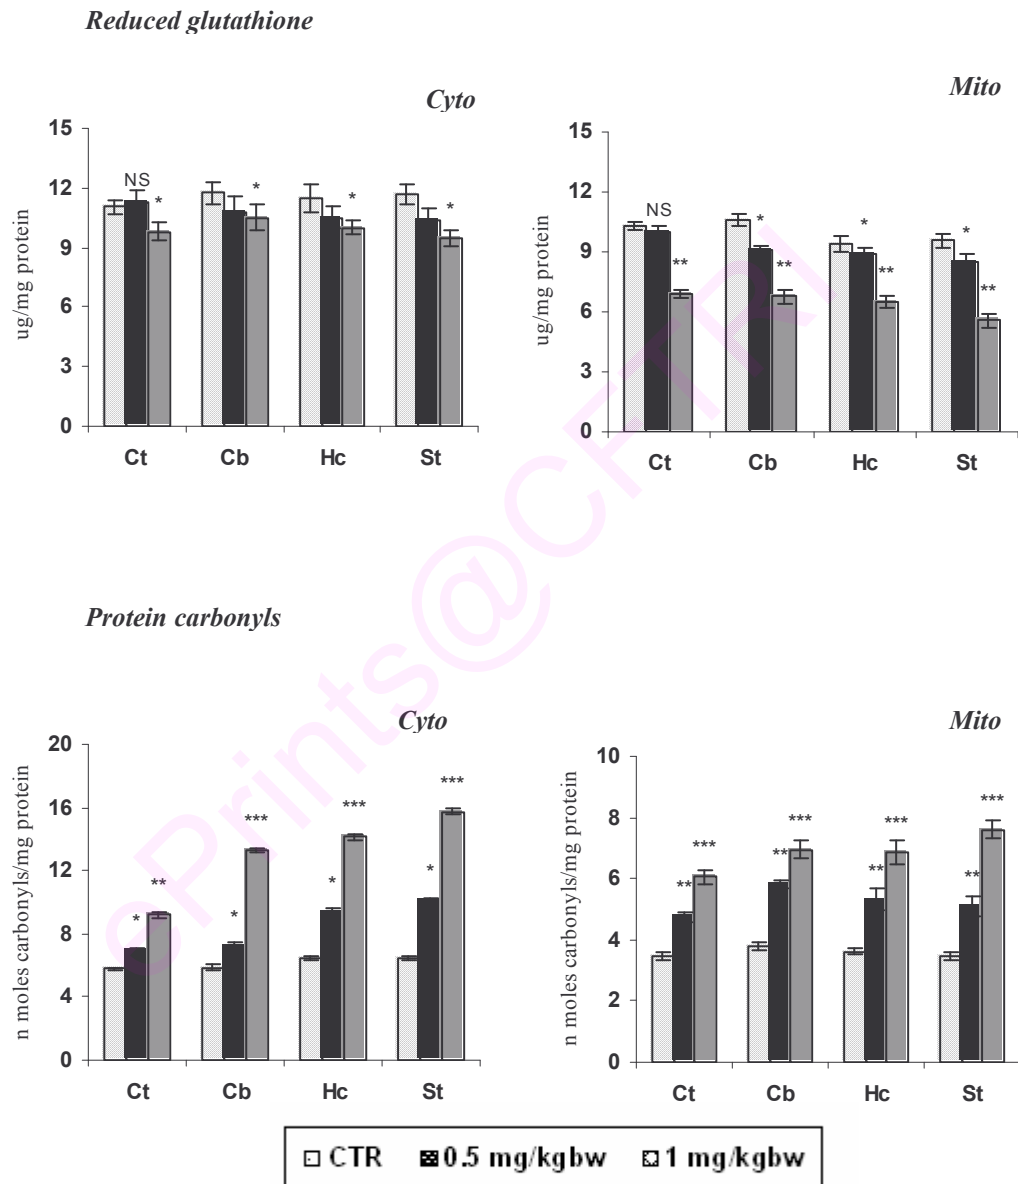 Reduced glutathione
Cyto
15
12
9
6
3
0
ug/mg protein
NS
*
*
*
*
Ct Cb Hc St
Mito
15
12
9
6
3
0
ug/mg protein
NS
**
*
**
*
**
*
**
Ct Cb Hc St
Protein carbonyls
Cyto
20
16
12
8
4
0
n moles carbonyls/mg protein
*
**
*
***
*
***
*
***
Ct Cb Hc St
Mito
10
8
6
4
2
0
n moles carbonyls/mg protein
**
***
**
***
**
***
**
***
Ct Cb Hc St
CTR 0.5 mg/kgbw 1 mg/kgbw
ePrints@CFTRI